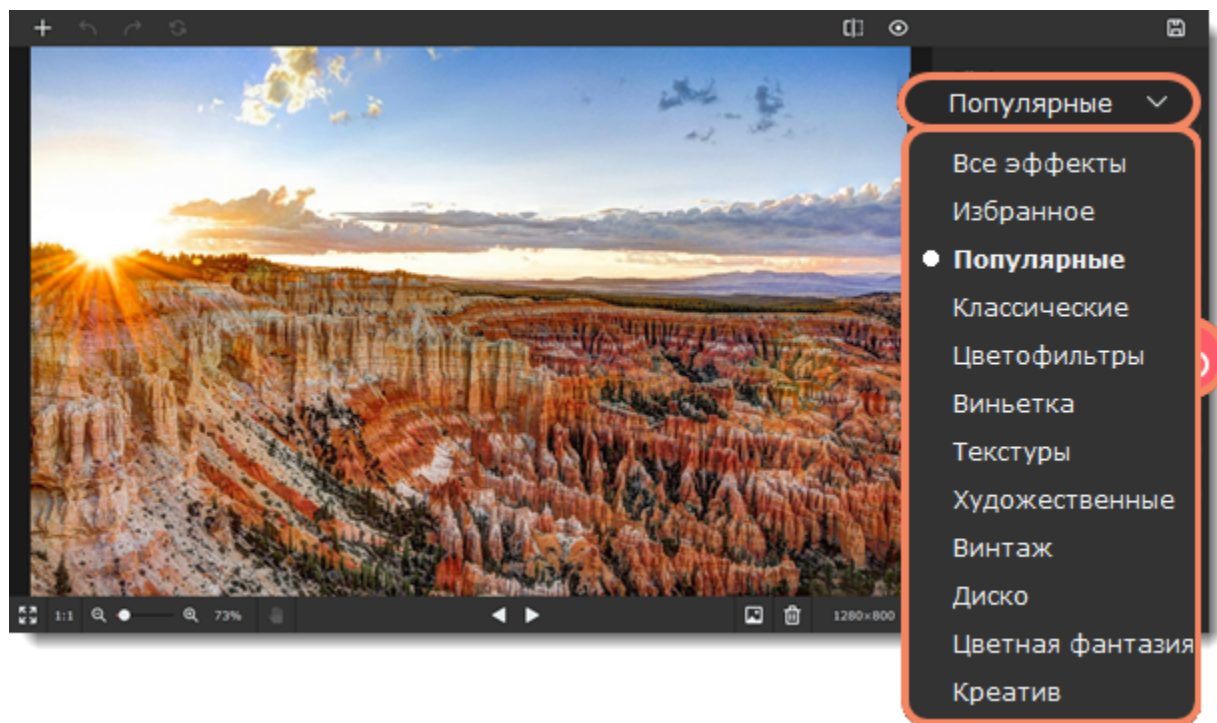 Популярные
Все эффекты
Избранное
Популярные
Классические
Цветофильтры
Виньетка
Текстуры
Художественные
Винтаж
Диско
Цветная фантазия
Креатив
1:1
73%
1280×800